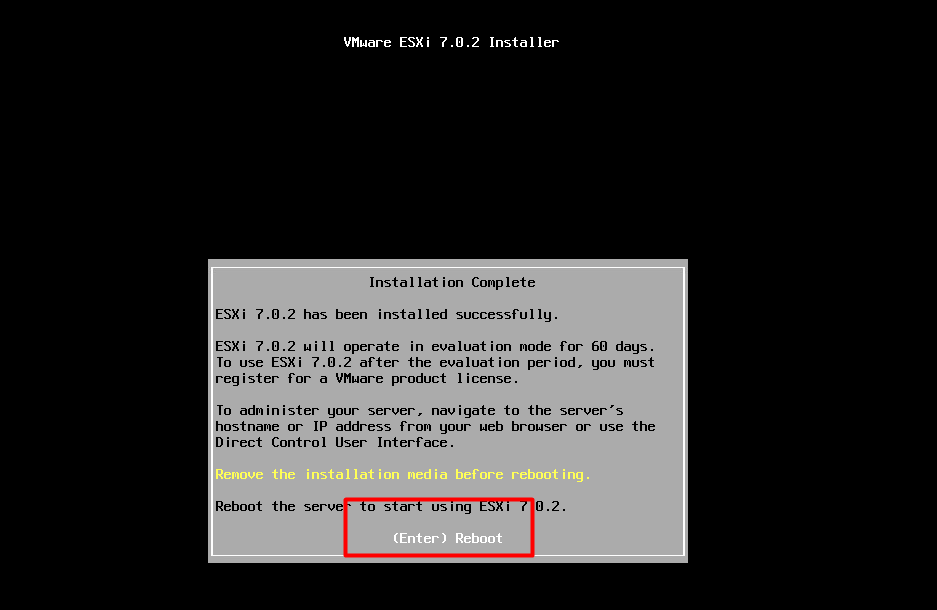 VMware ESXi 7.0.2 Installer
Installation Complete
ESXi 7.0.2 has been installed successfully.
ESXi 7.0.2 will operate in evaluation mode for 60 days.
To use ESXi 7.0.2 after the evaluation period, you must
register for a VMware product license.
To administer your server, navigate to the server's
hostname or IP address from your web browser or use the
Direct Control User Interface.
Remove the installation media before rebooting.
Reboot the server to start using ESXi 7.0.2.
(Enter) Reboot